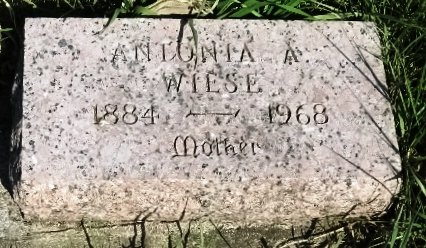 ANTONIA A
WIESE
1884 — 1968
Mother